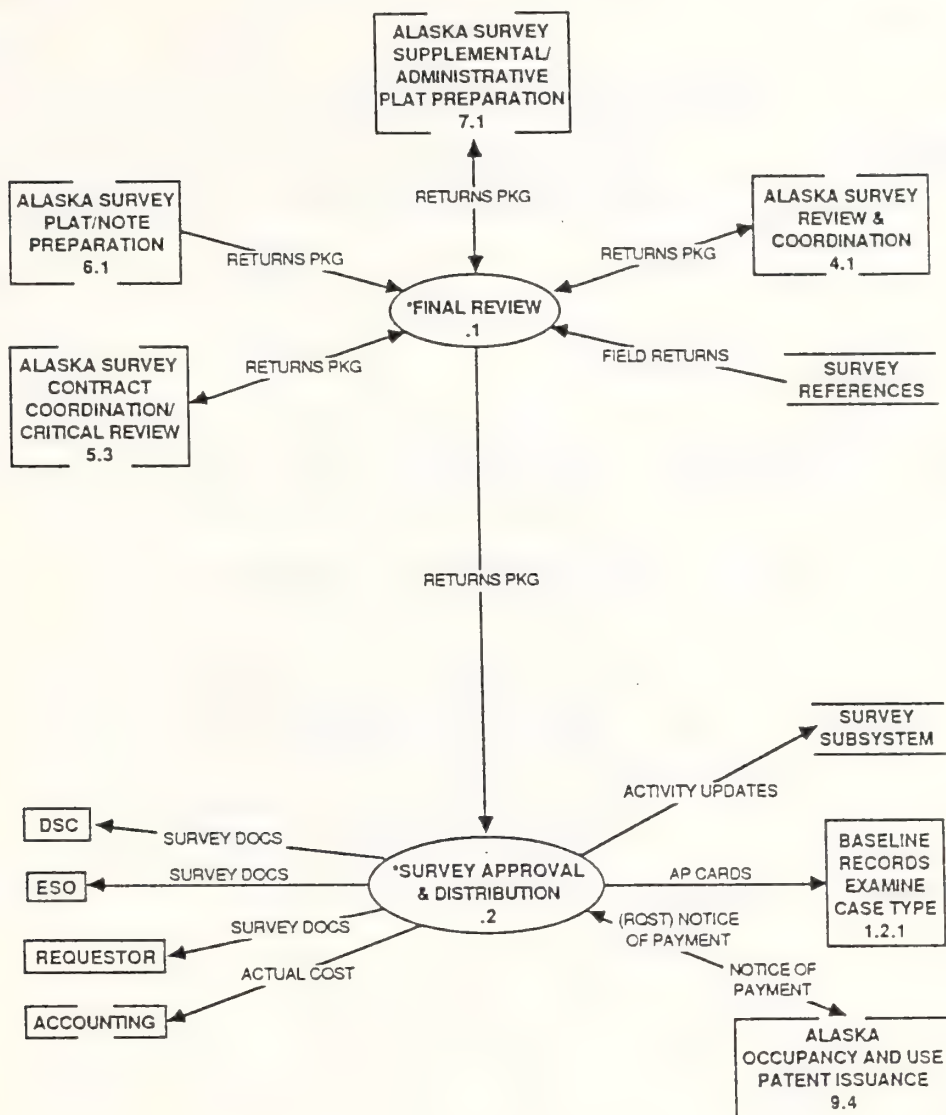 ALASKA SURVEY
SUPPLEMENTAL/
ADMINISTRATIVE
PLAT PREPARATION
7.1
RETURNS PKG
ALASKA SURVEY
PLAT/NOTE
PREPARATION
6.1
RETURNS PKG
ALASKA SURVEY
REVIEW &
COORDINATION
4.1
RETURNS PKG
*FINAL REVIEW
.1
ALASKA SURVEY
CONTRACT
COORDINATION/
CRITICAL REVIEW
5.3
RETURNS PKG
FIELD RETURNS
SURVEY
REFERENCES
RETURNS PKG
SURVEY
SUBSYSTEM
ACTIVITY UPDATES
DSC
SURVEY DOCS
ESO
SURVEY DOCS
*SURVEY APPROVAL
& DISTRIBUTION
.2
AP CARDS
BASELINE
RECORDS
EXAMINE
CASE TYPE
1.2.1
REQUESTOR
SURVEY DOCS
(RQST) NOTICE
OF PAYMENT
ACCOUNTING
ACTUAL COST
NOTICE OF
PAYMENT
ALASKA
OCCUPANCY AND USE
PATENT ISSUANCE
9.4